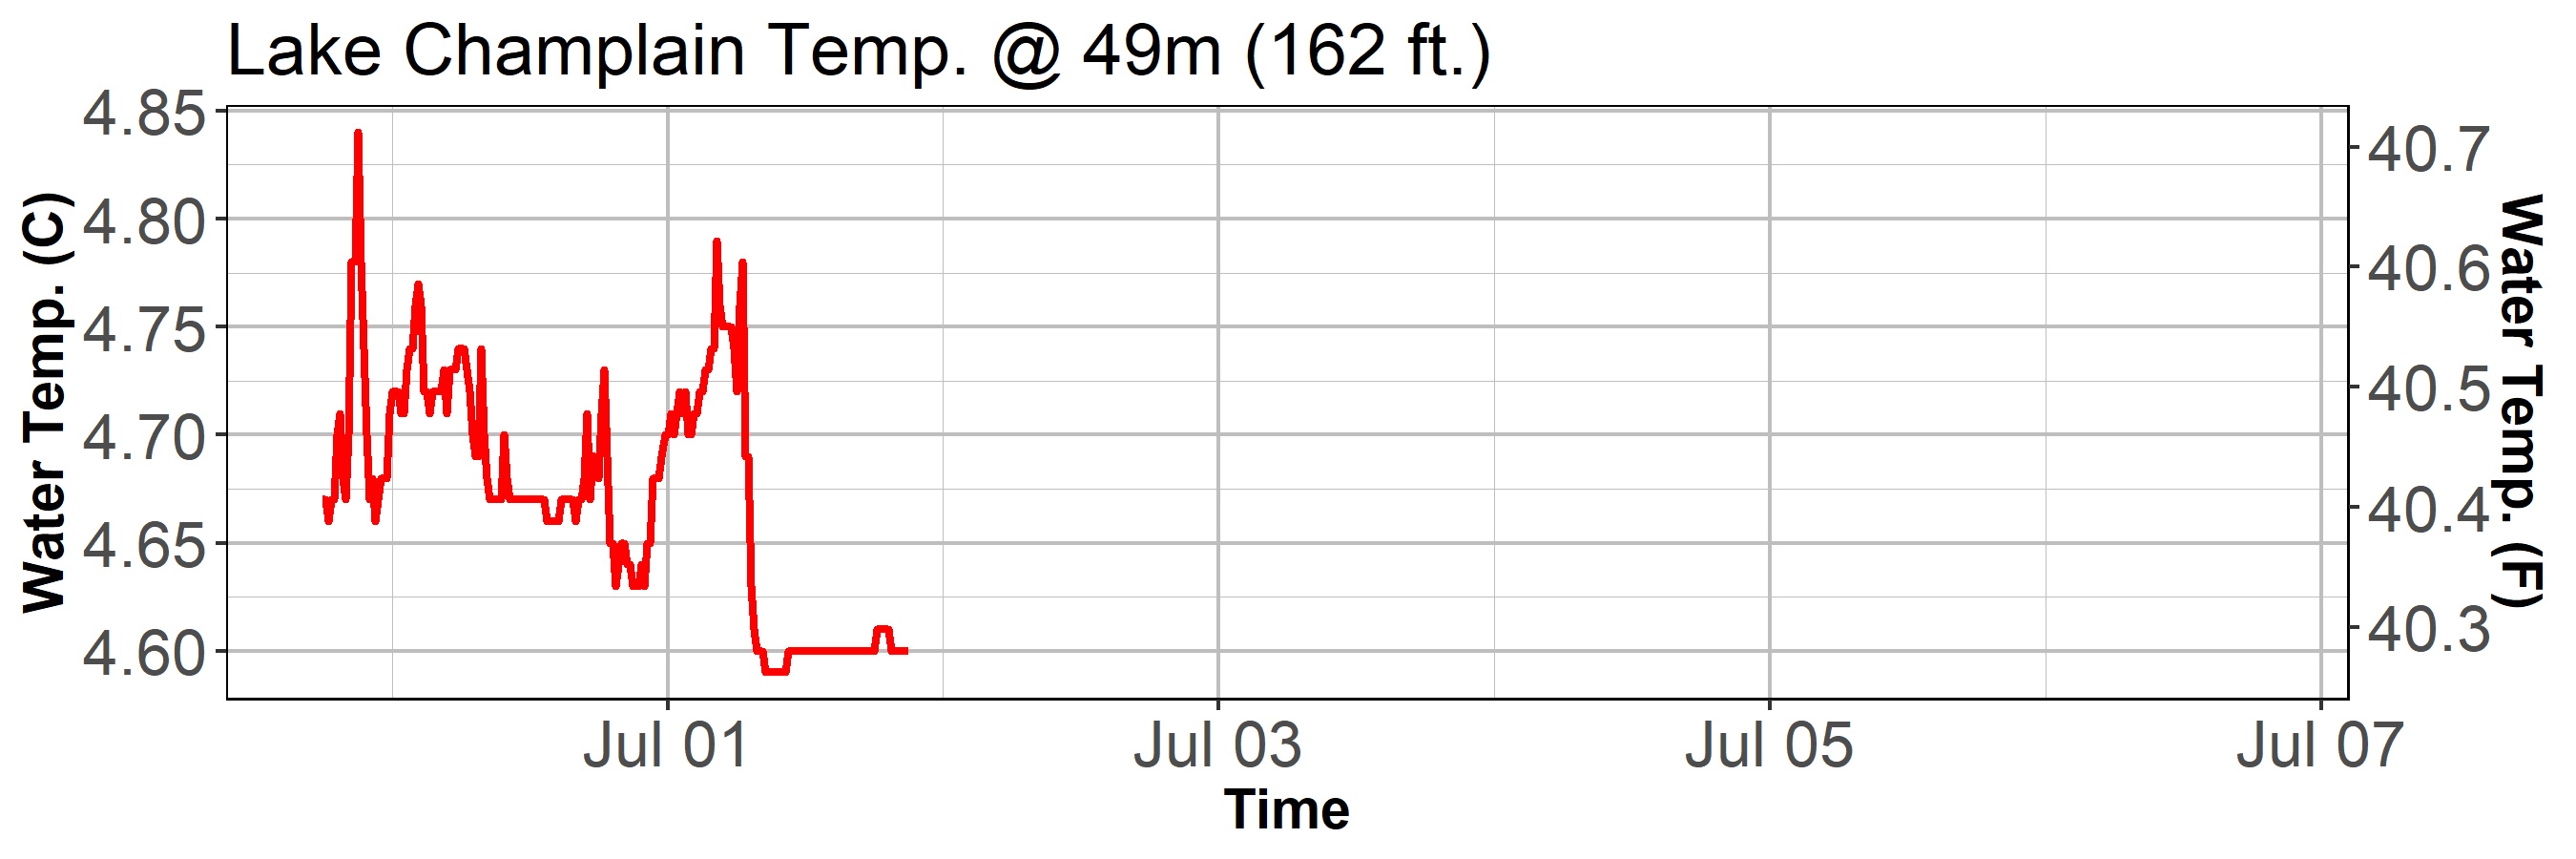 Lake Champlain Temp. @ 49m (162 ft.)
Water Temp. (C)
4.85
4.80
4.75
4.70
4.65
4.60
40.7
40.6
40.5
40.4
40.3
Water Temp. (F)
Jul 01 Jul 03 Jul 05 Jul 07
Time